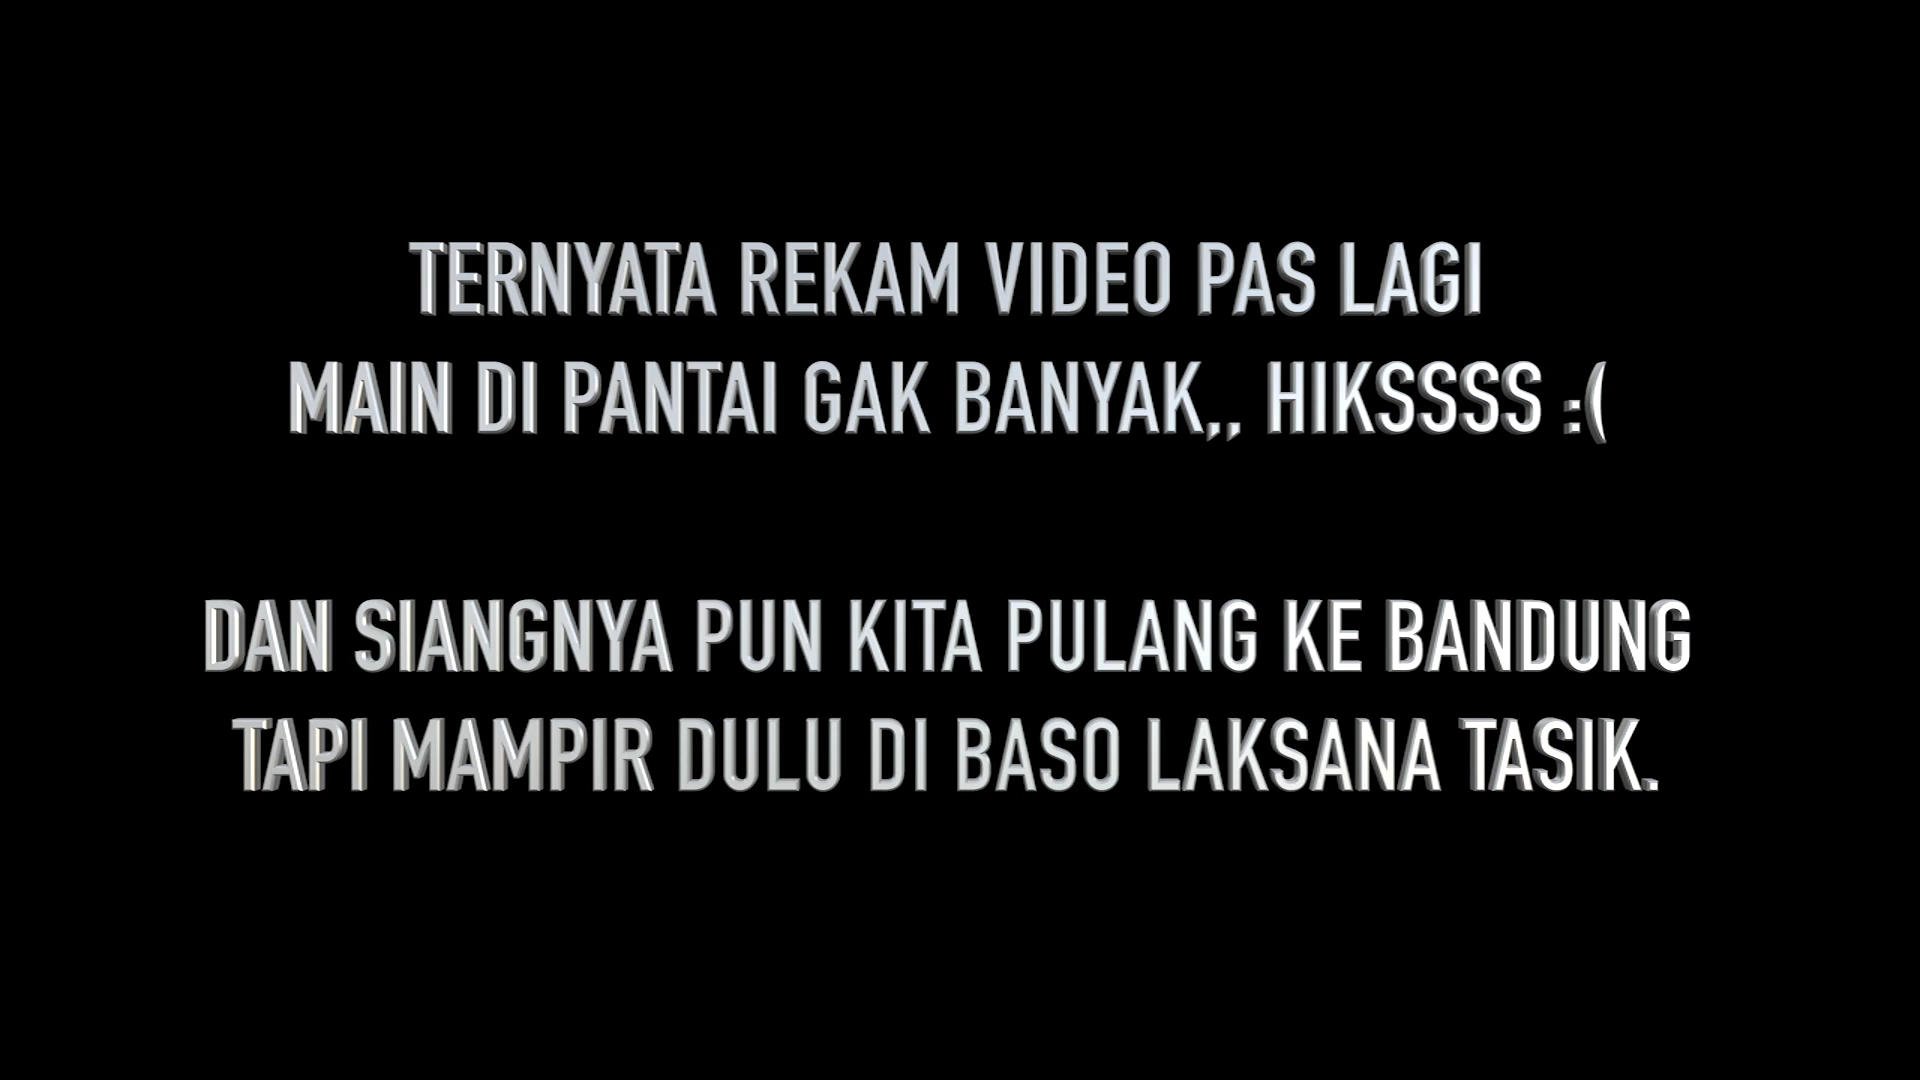 TERNYATA REKAM VIDEO PAS LAGI
MAIN DI PANTAI GAK BANYAK,, HIKSSSS :(
DAN SIANGNYA PUN KITA PULANG KE BANDUNG
TAPI MAMPIR DULU DI BASO LAKSANA TASIK.